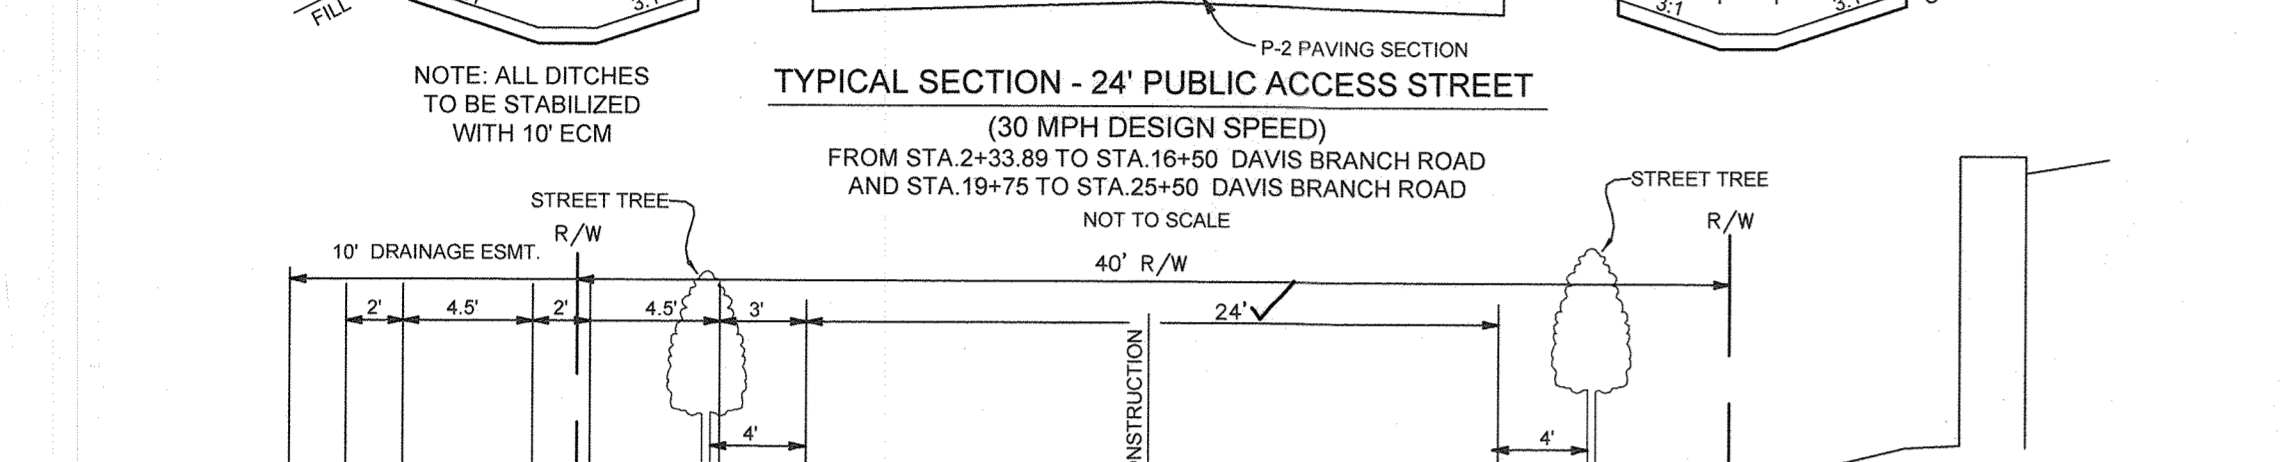 FILL
3:1
3:1
3:1
P-2 PAVING SECTION
NOTE: ALL DITCHES
TO BE STABILIZED
WITH 10' ECM
TYPICAL SECTION - 24' PUBLIC ACCESS STREET
(30 MPH DESIGN SPEED)
FROM STA.2+33.89 TO STA.16+50 DAVIS BRANCH ROAD
AND STA.19+75 TO STA.25+50 DAVIS BRANCH ROAD
NOT TO SCALE
STREET TREE
STREET TREE
R/W
R/W
10' DRAINAGE ESMT.
40' R/W
2'
4.5'
2'
4.5'
3'
24'
4'
4'